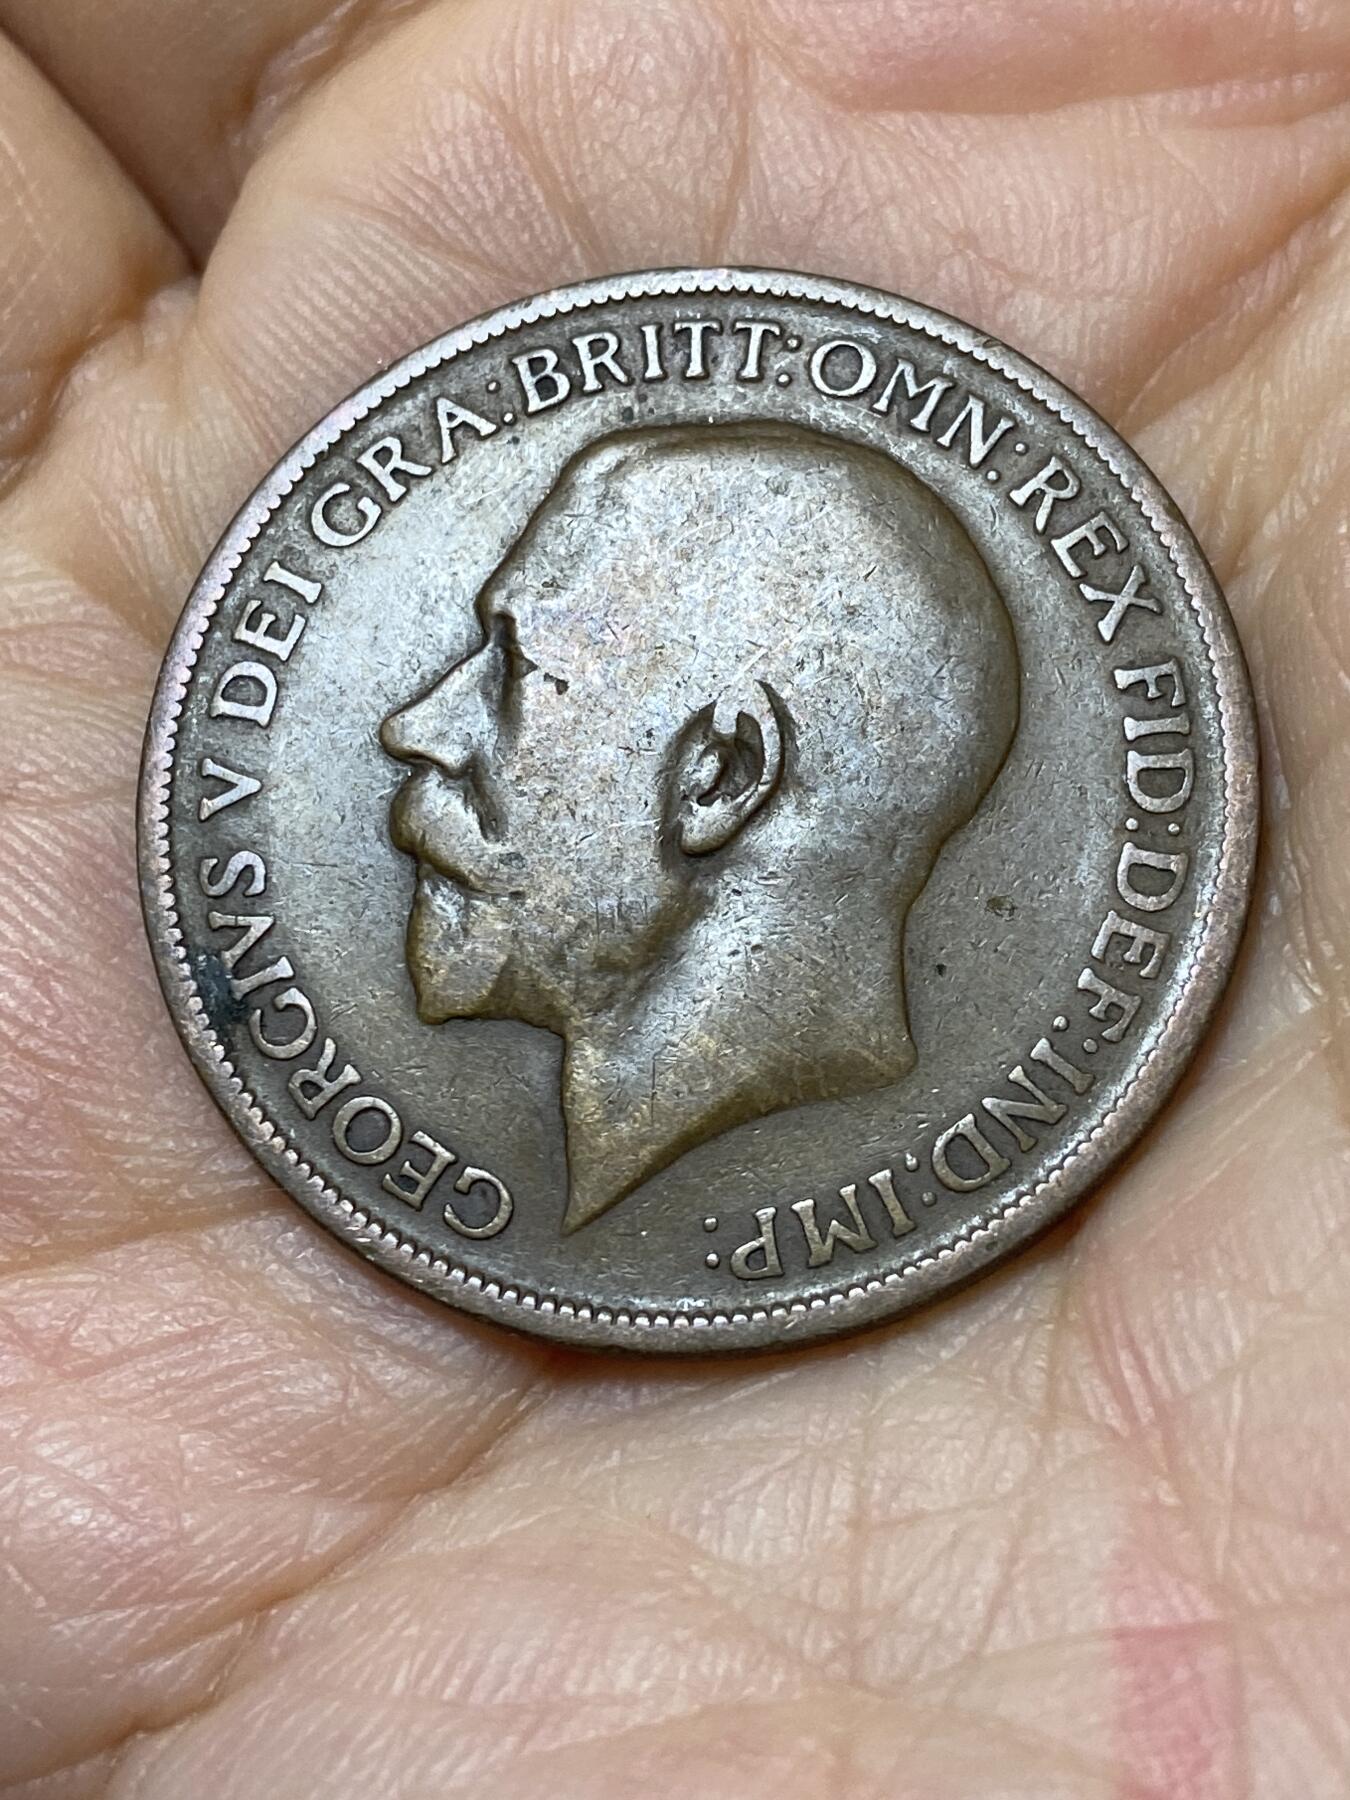 GEORGIVS V DEI GRA:BRITT:OMN:REX FID:DEF:IND:IMP: